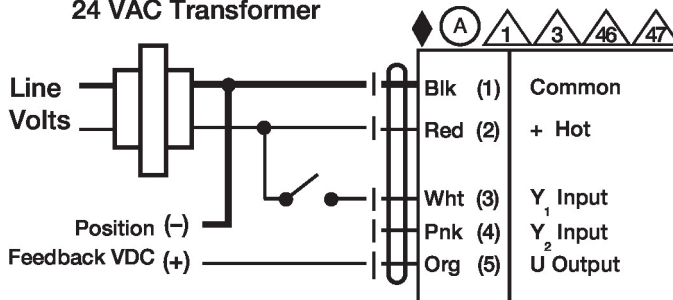 24 VAC Transformer
A 1 3 46 47
Line Volts
Blk (1) Common
Red (2) + Hot
Wht (3) Y1 Input
Position (–)
Pnk (4) Y2 Input
Feedback VDC (+)
Org (5) U Output